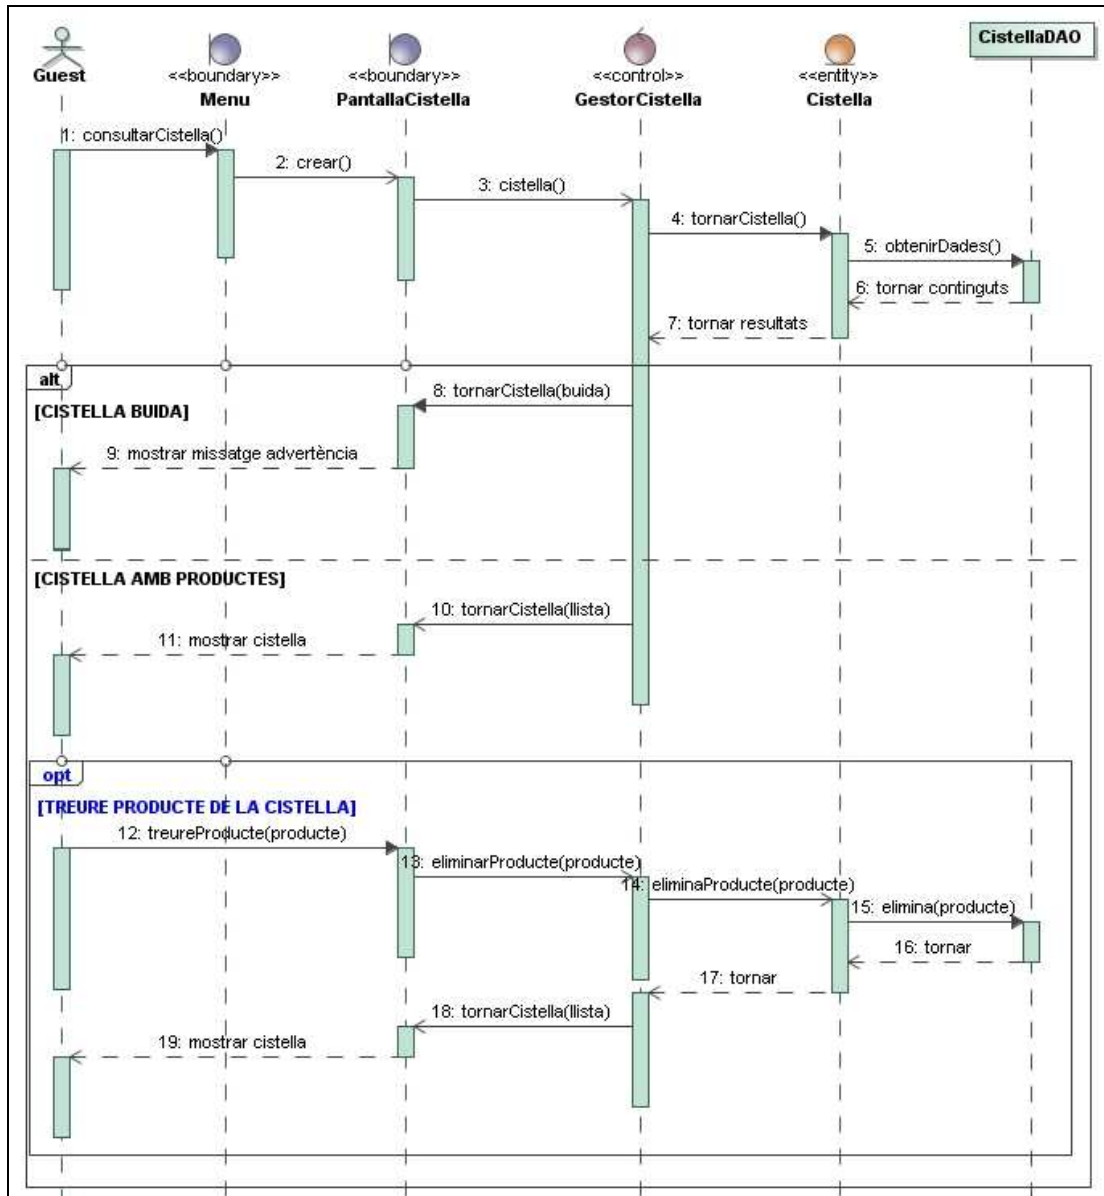 CistellaDAO
Guest
<<boundary>>
Menu
<<boundary>>
PantallaCistella
<<control>>
GestorCistella
<<entity>>
Cistella
1: consultarCistella()
2: crear()
3: cistella()
4: tornarCistella()
5: obtenirDades()
6: tornar continguts
7: tornar resultats
alt
8: tornarCistella(buida)
[CISTELLA BUIDA]
9: mostrar missatge advertència
[CISTELLA AMB PRODUCTES]
10: tornarCistella(llista)
11: mostrar cistella
opt
[TREURE PRODUCTE DE LA CISTELLA]
12: treureProducte(producte)
13: eliminarProducte(producte)
14: eliminaProducte(producte)
15: elimina(producte)
16: tornar
17: tornar
18: tornarCistella(llista)
19: mostrar cistella